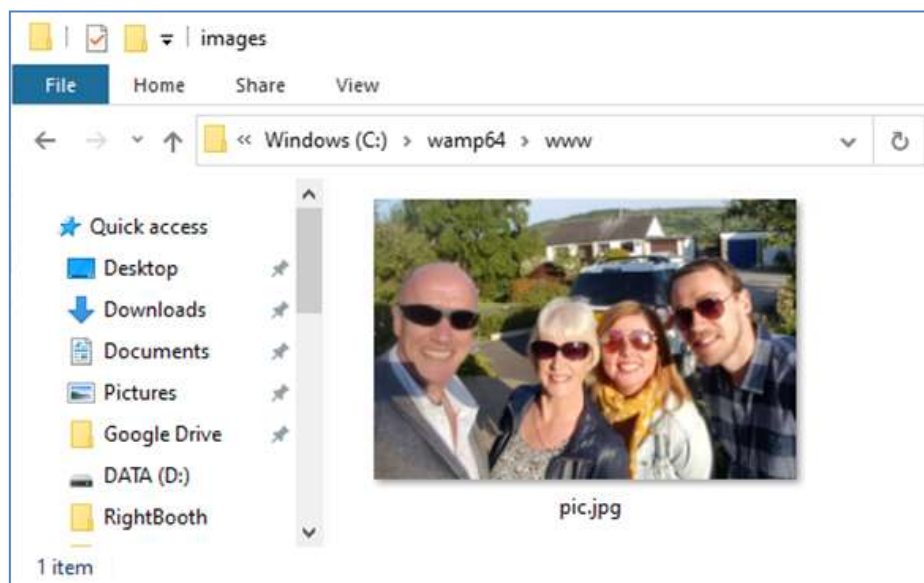 images
File Home Share View
« Windows (C:) › wamp64 › www
Quick access
Desktop
Downloads
Documents
Pictures
Google Drive
DATA (D:)
RightBooth
pic.jpg
1 item